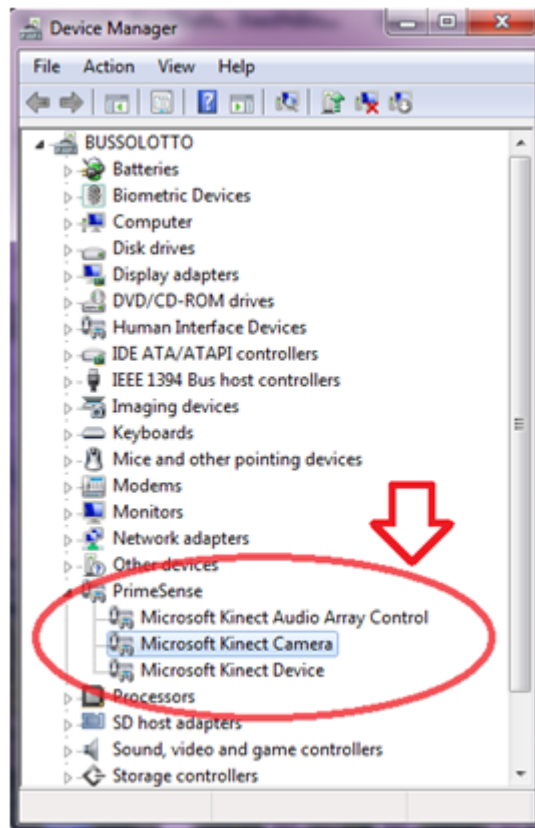 Device Manager
File Action View Help
BUSSOLOTTO
Batteries
Biometric Devices
Computer
Disk drives
Display adapters
DVD/CD-ROM drives
Human Interface Devices
IDE ATA/ATAPI controllers
IEEE 1394 Bus host controllers
Imaging devices
Keyboards
Mice and other pointing devices
Modems
Monitors
Network adapters
Other devices
PrimeSense
Microsoft Kinect Audio Array Control
Microsoft Kinect Camera
Microsoft Kinect Device
Processors
SD host adapters
Sound, video and game controllers
Storage controllers